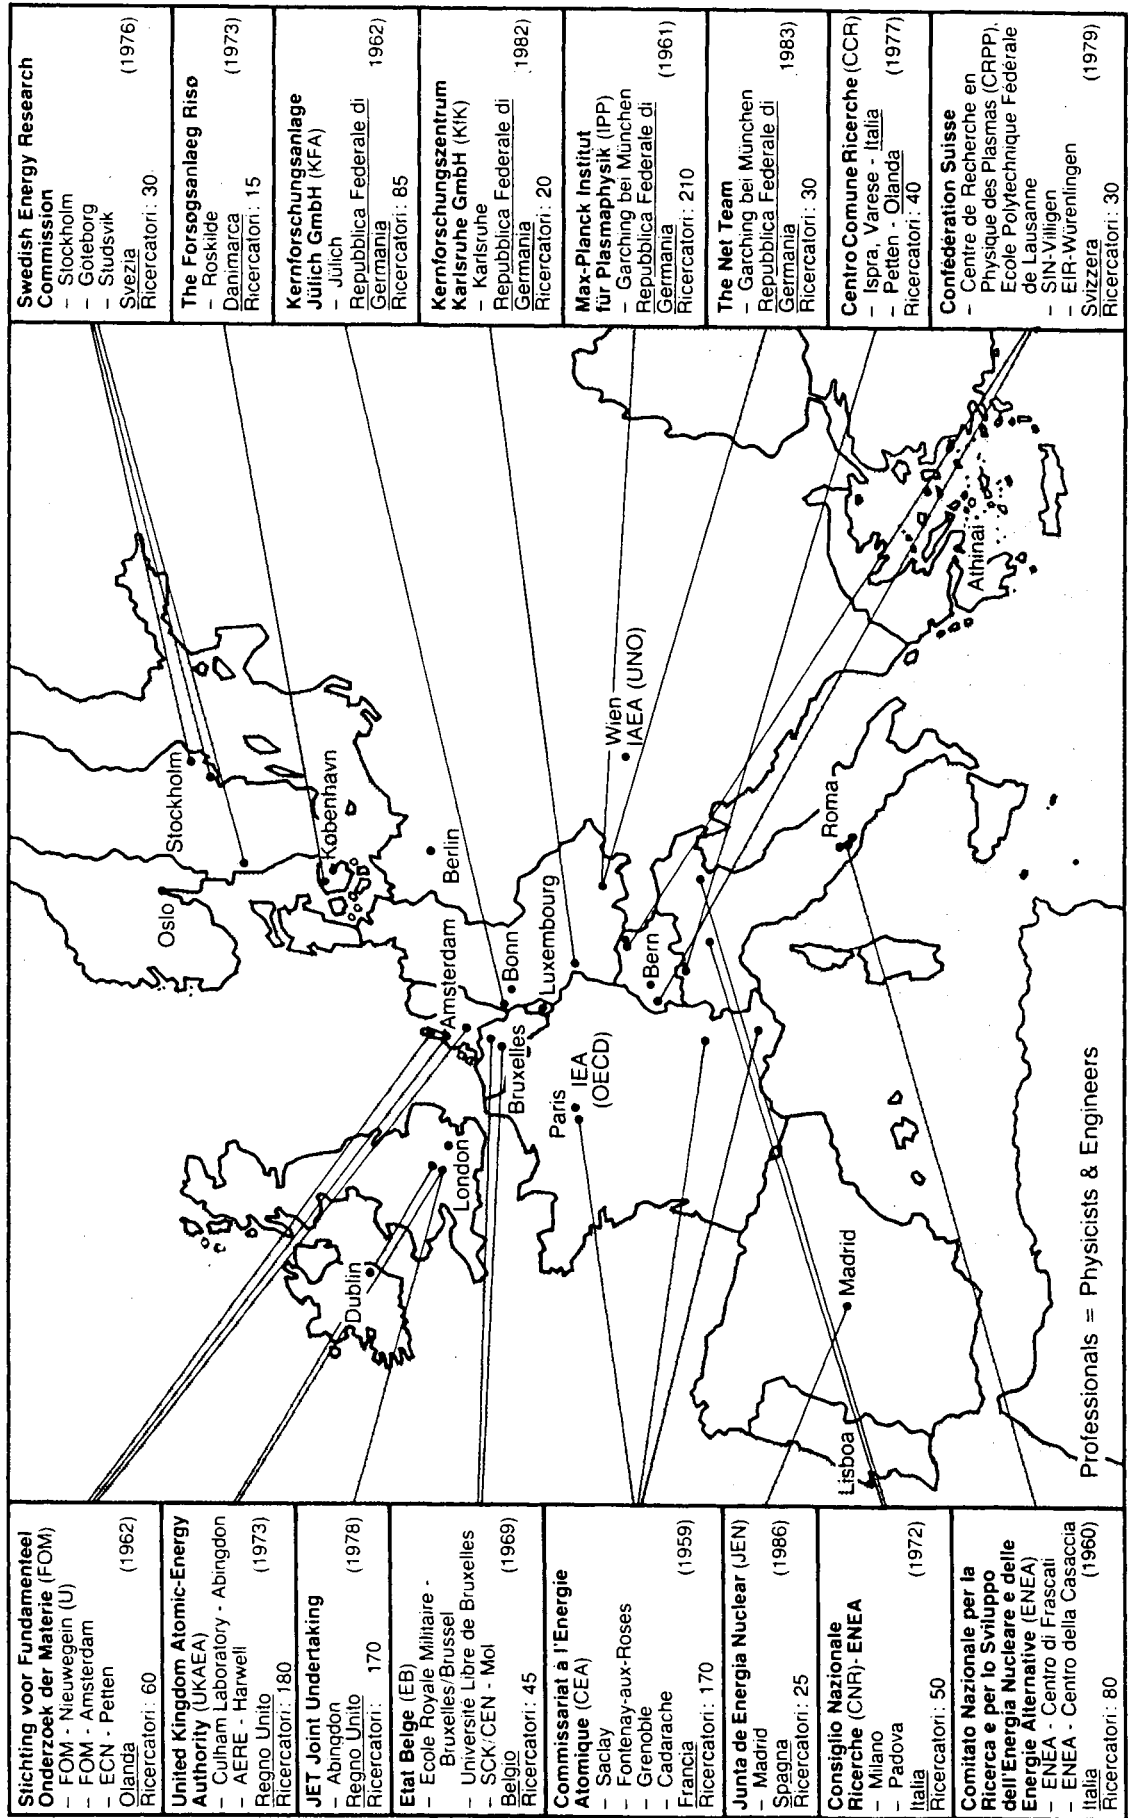 Stichting voor Fundamenteel
Onderzoek der Materie (FOM)
- FOM - Nieuwegein (U)
- FOM - Amsterdam
- ECN - Petten
Olanda (1962)
Ricercatori: 60
United Kingdom Atomic-Energy
Authority (UKAEA)
- Culham Laboratory - Abingdon
- AERE - Harwell
Regno Unito (1973)
Ricercatori: 180
JET Joint Undertaking
- Abingdon
Regno Unito (1978)
Ricercatori: 170
Etat Belge (EB)
- Ecole Royale Militaire -
Bruxelles/Brussel
- Université Libre de Bruxelles
- SCK/CEN - Mol
Belgio (1969)
Ricercatori: 45
Commissariat à l'Energie
Atomique (CEA)
- Saclay
- Fontenay-aux-Roses
- Grenoble
- Cadarache
Francia (1959)
Ricercatori: 170
Junta de Energia Nuclear (JEN)
- Madrid
Spagna (1986)
Ricercatori: 25
Consiglio Nazionale
Ricerche (CNR)- ENEA
- Milano
- Padova
Italia (1972)
Ricercatori: 50
Comitato Nazionale per la
Ricerca e per lo Sviluppo
dell'Energia Nucleare e delle
Energie Alternative (ENEA)
- ENEA - Centro di Frascati
- ENEA - Centro della Casaccia
Italia (1960)
Ricercatori: 80
Oslo
Stockholm
København
Dublin
London
Amsterdam
Berlin
Bruxelles
Bonn
Luxembourg
Paris
IEA
(OECD)
Wien
IAEA (UNO)
Bern
Lisboa
Madrid
Roma
Athinai
Professionals = Physicists & Engineers
Swedish Energy Research
Commission
- Stockholm
- Göteborg
- Studsvik
Svezia (1976)
Ricercatori: 30
The Forsøgsanlaeg Risø
- Roskilde
Danimarca (1973)
Ricercatori: 15
Kernforschungsanlage
Jülich GmbH (KFA)
- Jülich
Repubblica Federale di
Germania 1962)
Ricercatori: 85
Kernforschungszentrum
Karlsruhe GmbH (KfK)
- Karlsruhe
Repubblica Federale di
Germania 1982)
Ricercatori: 20
Max-Planck Institut
für Plasmaphysik (IPP)
- Garching bei München
Repubblica Federale di
Germania (1961)
Ricercatori: 210
The Net Team
- Garching bei München
Repubblica Federale di
Germania 1983)
Ricercatori: 30
Centro Comune Ricerche (CCR)
- Ispra, Varese - Italia
- Petten - Olanda (1977)
Ricercatori: 40
Confédération Suisse
- Centre de Recherche en
Physique des Plasmas (CRPP),
Ecole Polytechnique Fédérale
de Lausanne
- SIN-Villigen
- EIR-Würenlingen
Svizzera (1979)
Ricercatori: 30